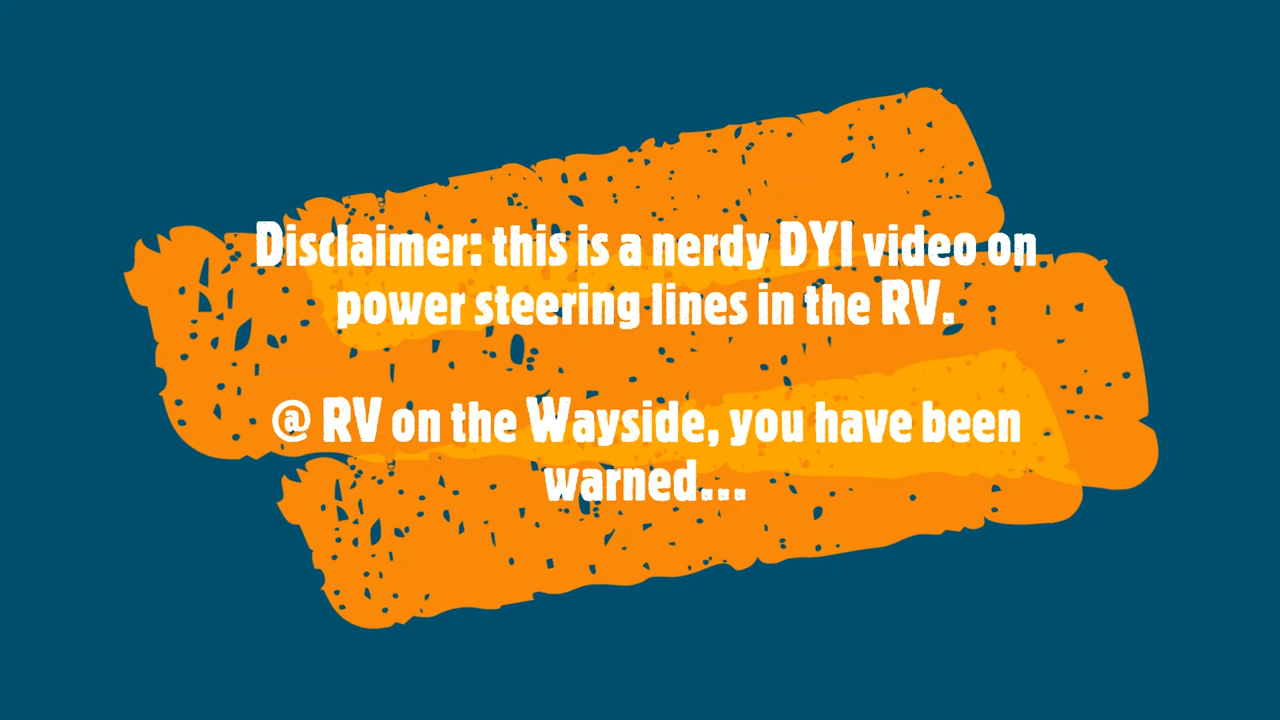 Disclaimer: this is a nerdy DYI video on
power steering lines in the RV.
@ RV on the Wayside, you have been
warned...